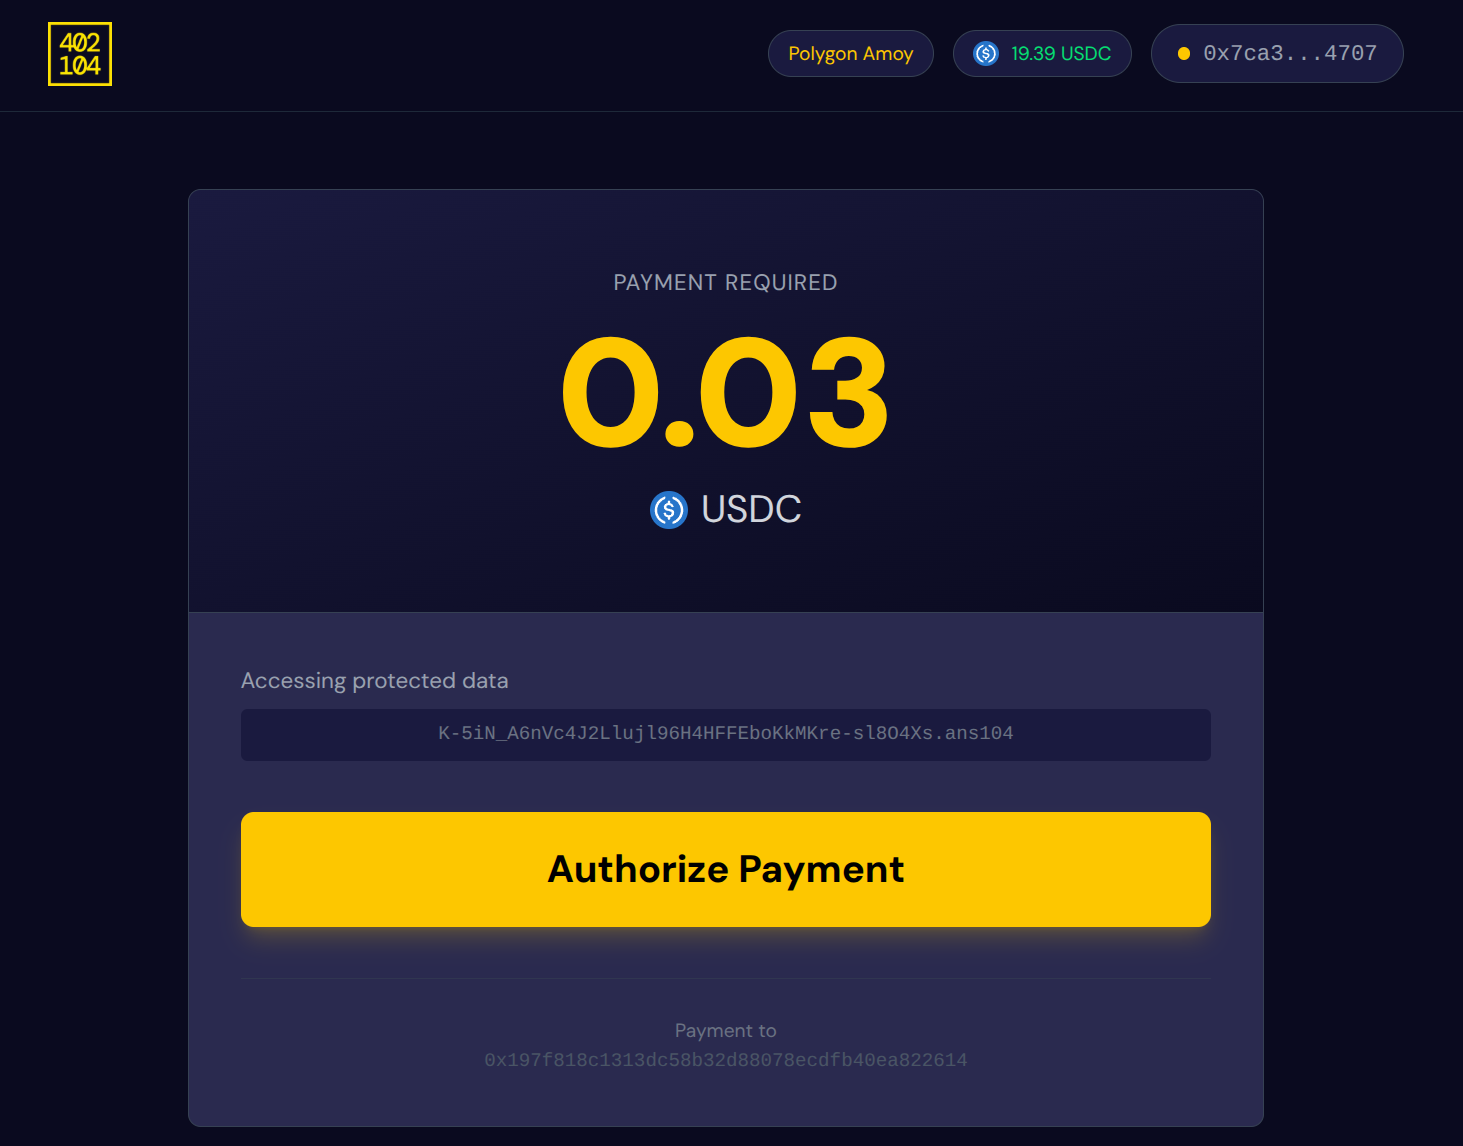 402
104
Polygon Amoy
19.39 USDC
0x7ca3...4707
PAYMENT REQUIRED
0.03
USDC
Accessing protected data
K-5iN_A6nVc4J2Llujl96H4HFFEboKkMKre-sl8O4Xs.ans104
Authorize Payment
Payment to
0x197f818c1313dc58b32d88078ecdfb40ea822614